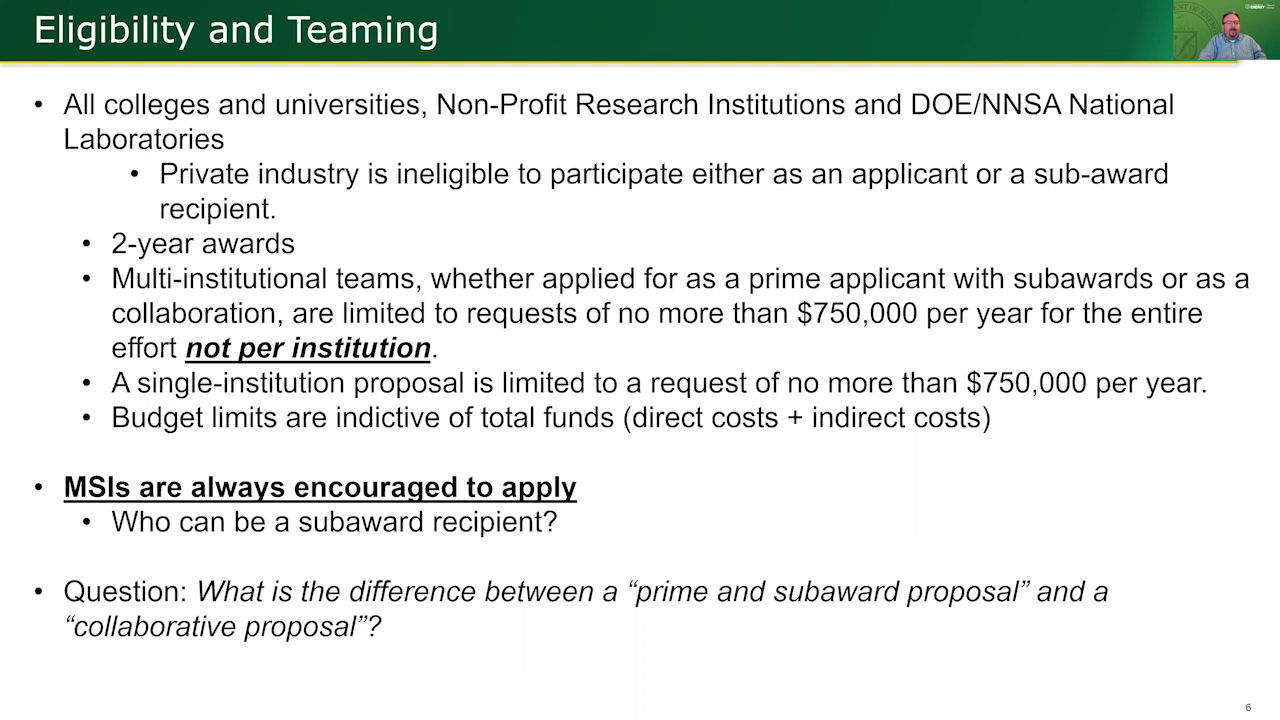 Eligibility and Teaming
• All colleges and universities, Non-Profit Research Institutions and DOE/NNSA National
Laboratories
• Private industry is ineligible to participate either as an applicant or a sub-award
recipient.
• 2-year awards
• Multi-institutional teams, whether applied for as a prime applicant with subawards or as a
collaboration, are limited to requests of no more than $750,000 per year for the entire
effort not per institution.
• A single-institution proposal is limited to a request of no more than $750,000 per year.
• Budget limits are indictive of total funds (direct costs + indirect costs)
• MSIs are always encouraged to apply
• Who can be a subaward recipient?
• Question: What is the difference between a “prime and subaward proposal” and a
“collaborative proposal”?
6